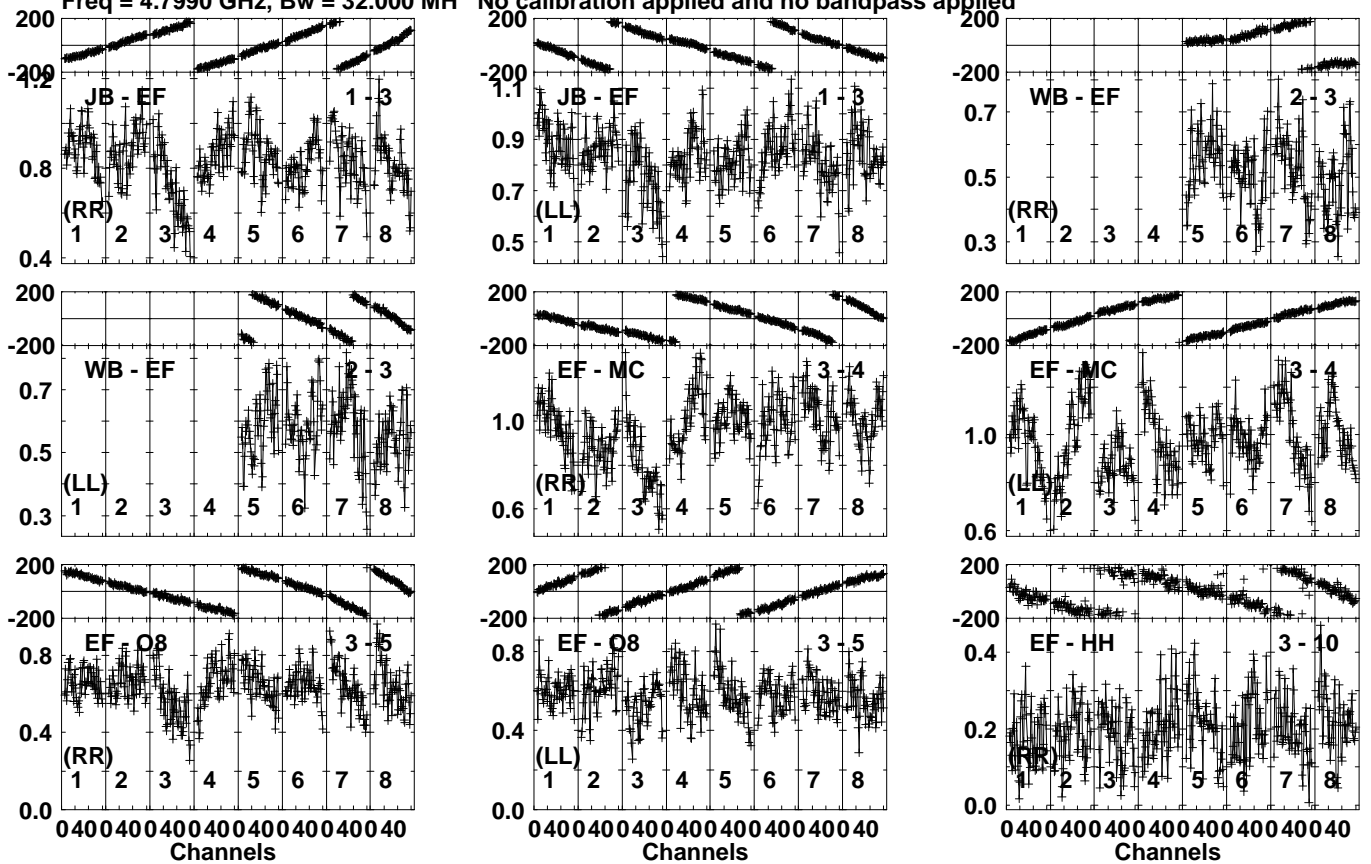 Freq = 4.7990 GHz, Bw = 32.000 MH No calibration applied and no bandpass applied
200
-200
1.2
0.8
0.4
JB - EF
1 - 3
(RR)
1 2 3 4 5 6 7 8
200
-200
1.1
0.9
0.7
0.5
JB - EF
1 - 3
(LL)
1 2 3 4 5 6 7 8
200
-200
0.7
0.5
0.3
WB - EF
2 - 3
(RR)
1 2 3 4 5 6 7 8
200
-200
0.7
0.5
0.3
WB - EF
2 - 3
(LL)
1 2 3 4 5 6 7 8
200
-200
1.0
0.6
EF - MC
3 - 4
(RR)
1 2 3 4 5 6 7 8
200
-200
1.0
0.6
EF - MC
3 - 4
(LL)
1 2 3 4 5 6 7 8
200
-200
0.8
0.4
0.0
EF - O8
3 - 5
(RR)
1 2 3 4 5 6 7 8
0 40 0 40 0 40 0 40 0 40 0 40 0 40 0 40
Channels
200
-200
0.8
0.4
0.0
EF - O8
3 - 5
(LL)
1 2 3 4 5 6 7 8
0 40 0 40 0 40 0 40 0 40 0 40 0 40 0 40
Channels
200
-200
0.4
0.2
0.0
EF - HH
3 - 10
(RR)
1 2 3 4 5 6 7 8
0 40 0 40 0 40 0 40 0 40 0 40 0 40 0 40
Channels